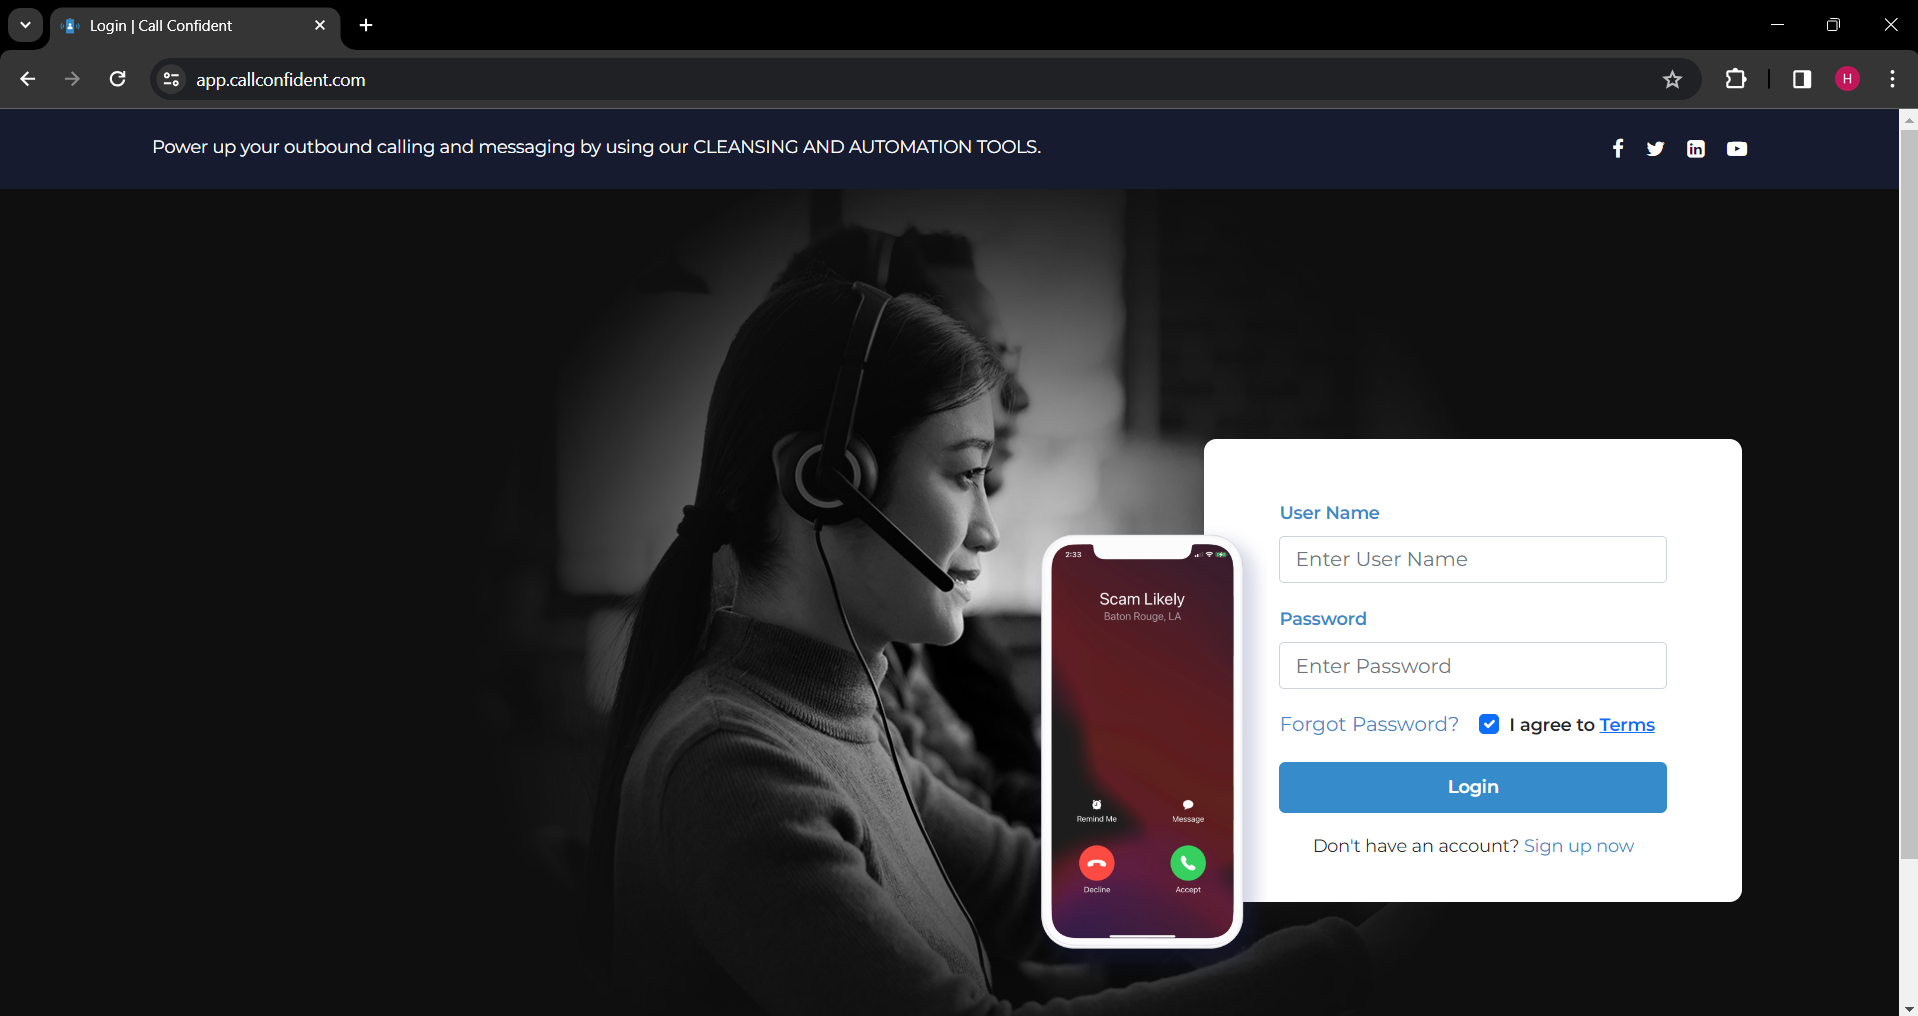 Login | Call Confident
app.callconfident.com
H
Power up your outbound calling and messaging by using our CLEANSING AND AUTOMATION TOOLS.
in
User Name
Enter User Name
Password
Enter Password
Forgot Password?
I agree to Terms
Login
Don't have an account? Sign up now
2:33
Scam Likely
Baton Rouge, LA
Remind Me
Message
Decline
Accept